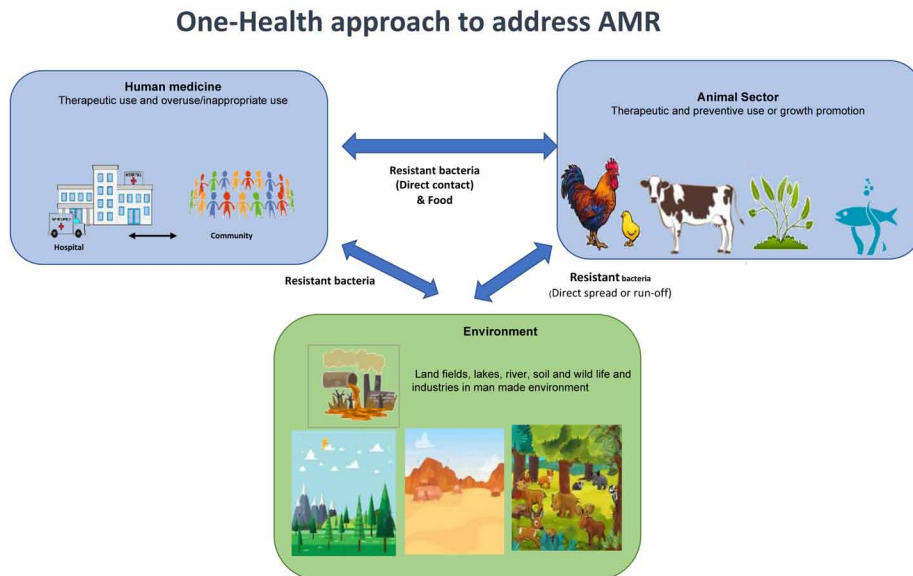 One-Health approach to address AMR
Human medicine
Therapeutic use and overuse/inappropriate use
HOSPITAL
Hospital
Community
Resistant bacteria
(Direct contact)
& Food
Animal Sector
Therapeutic and preventive use or growth promotion
Resistant bacteria
Resistant bacteria
(Direct spread or run-off)
Environment
Land fields, lakes, river, soil and wild life and
industries in man made environment